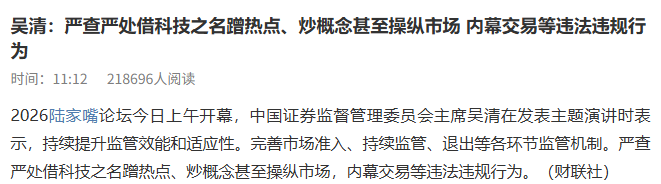 吴清：严查严处借科技之名蹭热点、炒概念甚至操纵市场 内幕交易等违法违规行
为
时间：11:12 218696人阅读
2026陆家嘴论坛今日上午开幕，中国证券监督管理委员会主席吴清在发表主题演讲时表
示，持续提升监管效能和适应性。完善市场准入、持续监管、退出等各环节监管机制。严查
严处借科技之名蹭热点、炒概念甚至操纵市场，内幕交易等违法违规行为。（财联社）